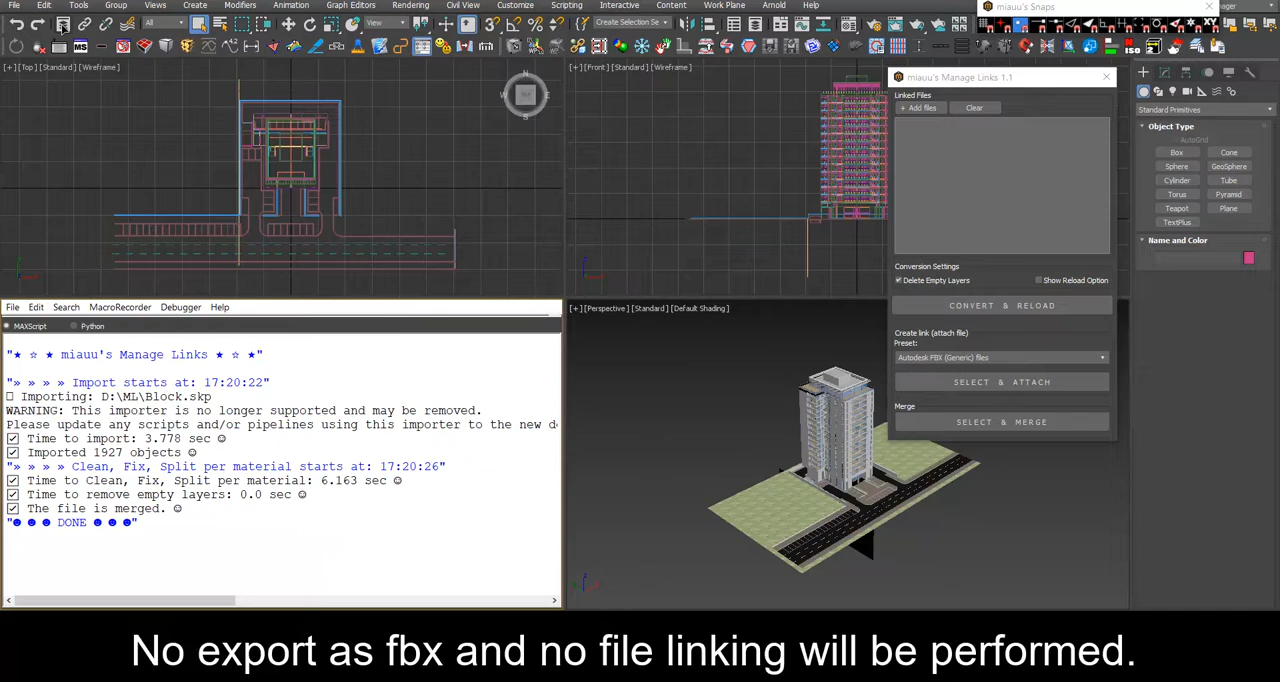 File Edit Tools Group Views Create Modifiers Animation Graph Editors Rendering Civil View Customize Scripting Interactive Content Work Plane Arnold Help
miauu's Snaps
All
View
Create Selection Se
MS
ISO
XY
[+] [Top] [Standard] [Wireframe]
[+] [Front] [Standard] [Wireframe]
N
W
miauu's Manage Links 1.1
Linked Files
+ Add files Clear
Conversion Settings
Delete Empty Layers Show Reload Option
CONVERT & RELOAD
Create link (attach file)
Preset:
Autodesk FBX (Generic) files
SELECT & ATTACH
Merge
SELECT & MERGE
Standard Primitives
Object Type
AutoGrid
Box Cone
Sphere GeoSphere
Cylinder Tube
Torus Pyramid
Teapot Plane
TextPlus
Name and Color
File Edit Search MacroRecorder Debugger Help
MAXScript Python
"★ ☆ ★ miauu's Manage Links ★ ☆ ★"
"» » » » Import starts at: 17:20:22"
Importing: D:\ML\Block.skp
WARNING: This importer is no longer supported and may be removed.
Please update any scripts and/or pipelines using this importer to the new d
☑ Time to import: 3.778 sec ☺
☑ Imported 1927 objects ☺
"» » » » Clean, Fix, Split per material starts at: 17:20:26"
☑ Time to Clean, Fix, Split per material: 6.163 sec ☺
☑ Time to remove empty layers: 0.0 sec ☺
☑ The file is merged. ☺
"☻ ☻ ☻ DONE ☻ ☻ ☻"
[+] [Perspective] [Standard] [Default Shading]
No export as fbx and no file linking will be performed.